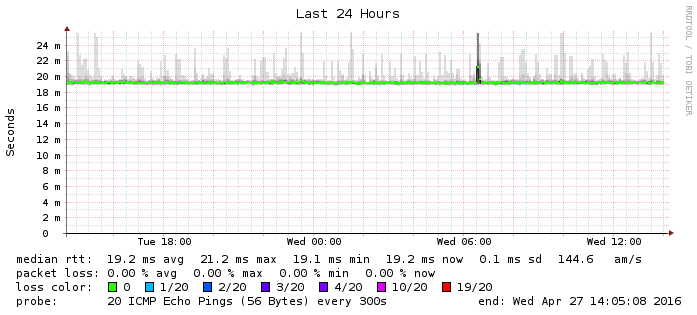 Last 24 Hours
RRDTOOL / TOBI OETIKER
Seconds
24 m
22 m
20 m
18 m
16 m
14 m
12 m
10 m
8 m
6 m
4 m
2 m
0
Tue 18:00 Wed 00:00 Wed 06:00 Wed 12:00
median rtt: 19.2 ms avg 21.2 ms max 19.1 ms min 19.2 ms now 0.1 ms sd 144.6 am/s
packet loss: 0.00 % avg 0.00 % max 0.00 % min 0.00 % now
loss color: 0 1/20 2/20 3/20 4/20 10/20 19/20
probe: 20 ICMP Echo Pings (56 Bytes) every 300s end: Wed Apr 27 14:05:08 2016